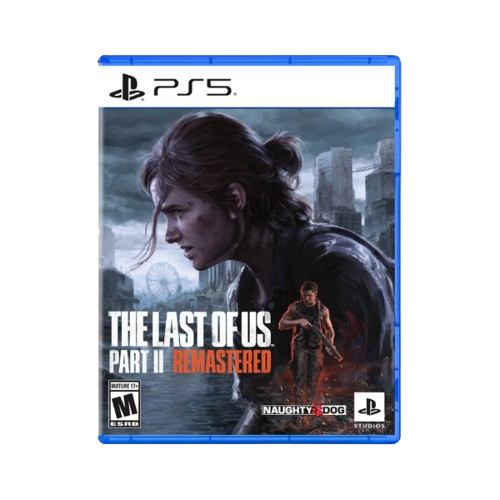 PS5
THE LAST OF US
PART II REMASTERED
MATURE 17+
M
ESRB
NAUGHTY DOG
STUDIOS